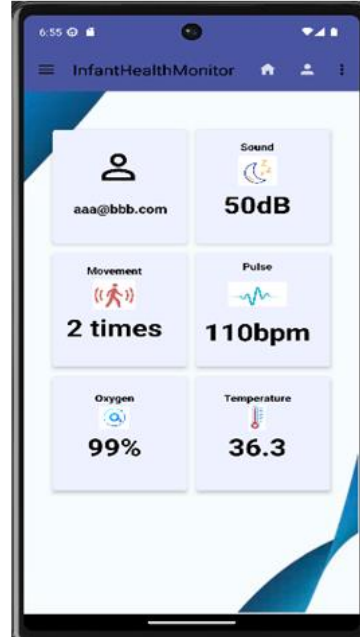 6:55
InfantHealthMonitor
aaa@bbb.com
Sound
50dB
Movement
2 times
Pulse
110bpm
Oxygen
99%
Temperature
36.3